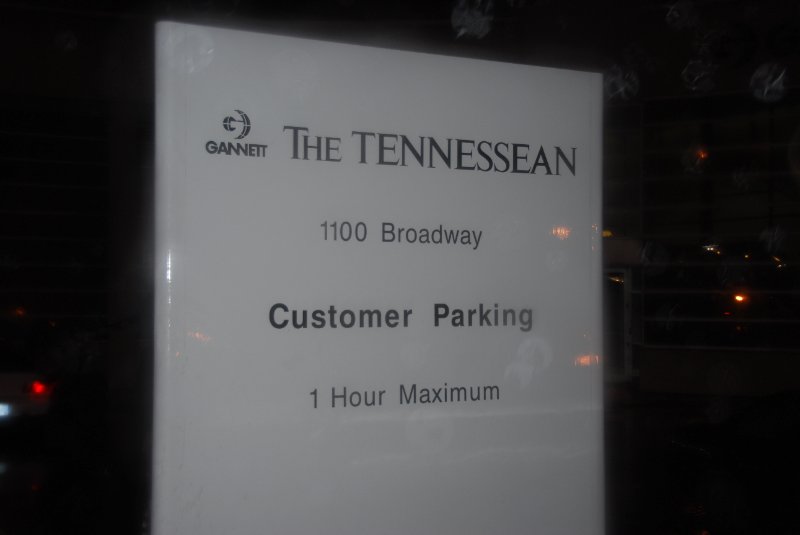 GANNETT THE TENNESSEAN
1100 Broadway
Customer Parking
1 Hour Maximum